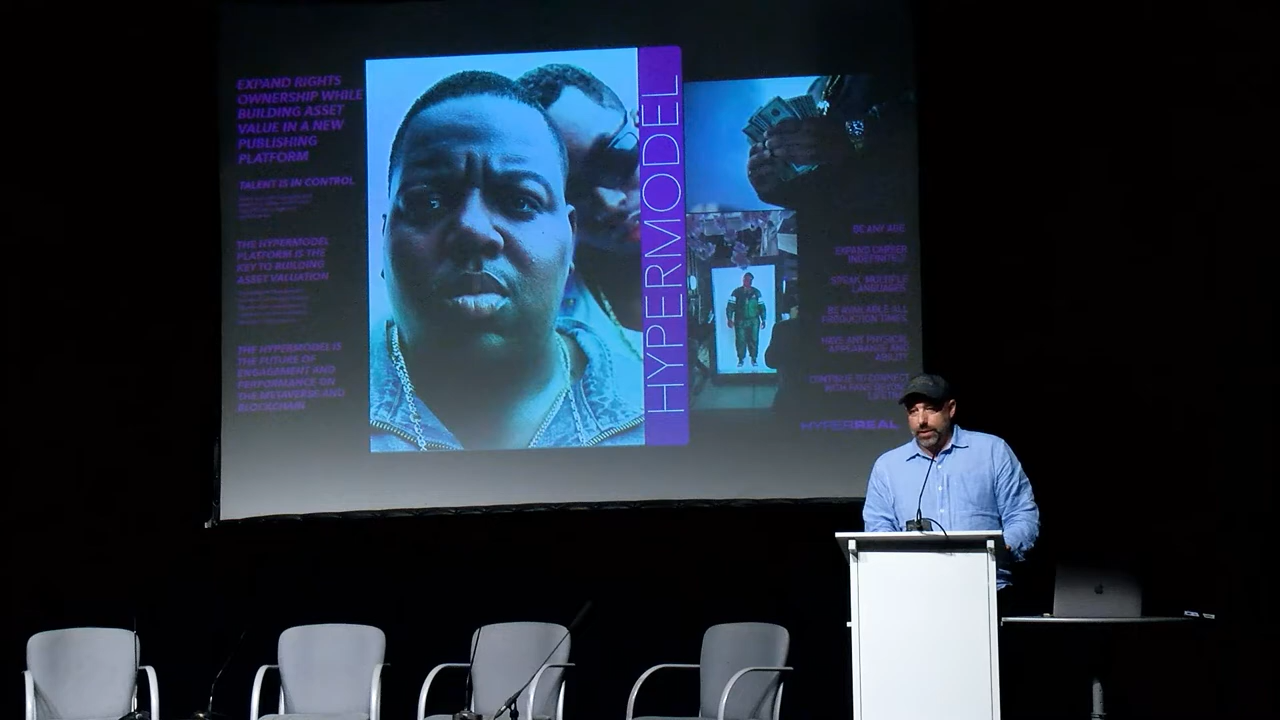 EXPAND RIGHTS
OWNERSHIP WHILE
BUILDING ASSET
VALUE IN A NEW
PUBLISHING
PLATFORM
TALENT IS IN CONTROL
THE HYPERMODEL
PLATFORM IS THE
KEY TO BUILDING
ASSET VALUATION
THE HYPERMODEL IS
THE FUTURE OF
ENGAGEMENT AND
PERFORMANCE ON
THE METAVERSE AND
BLOCKCHAIN
HYPERMODEL
BE ANY AGE
EXPAND CAREER
INDEFINITELY
SPEAK MULTIPLE
LANGUAGES
BE AVAILABLE ALL
PRODUCTION TIMES
HAVE ANY PHYSICAL
APPEARANCE AND
ABILITY
CONTINUE TO CONNECT
WITH FANS BEYOND
HYPERREAL